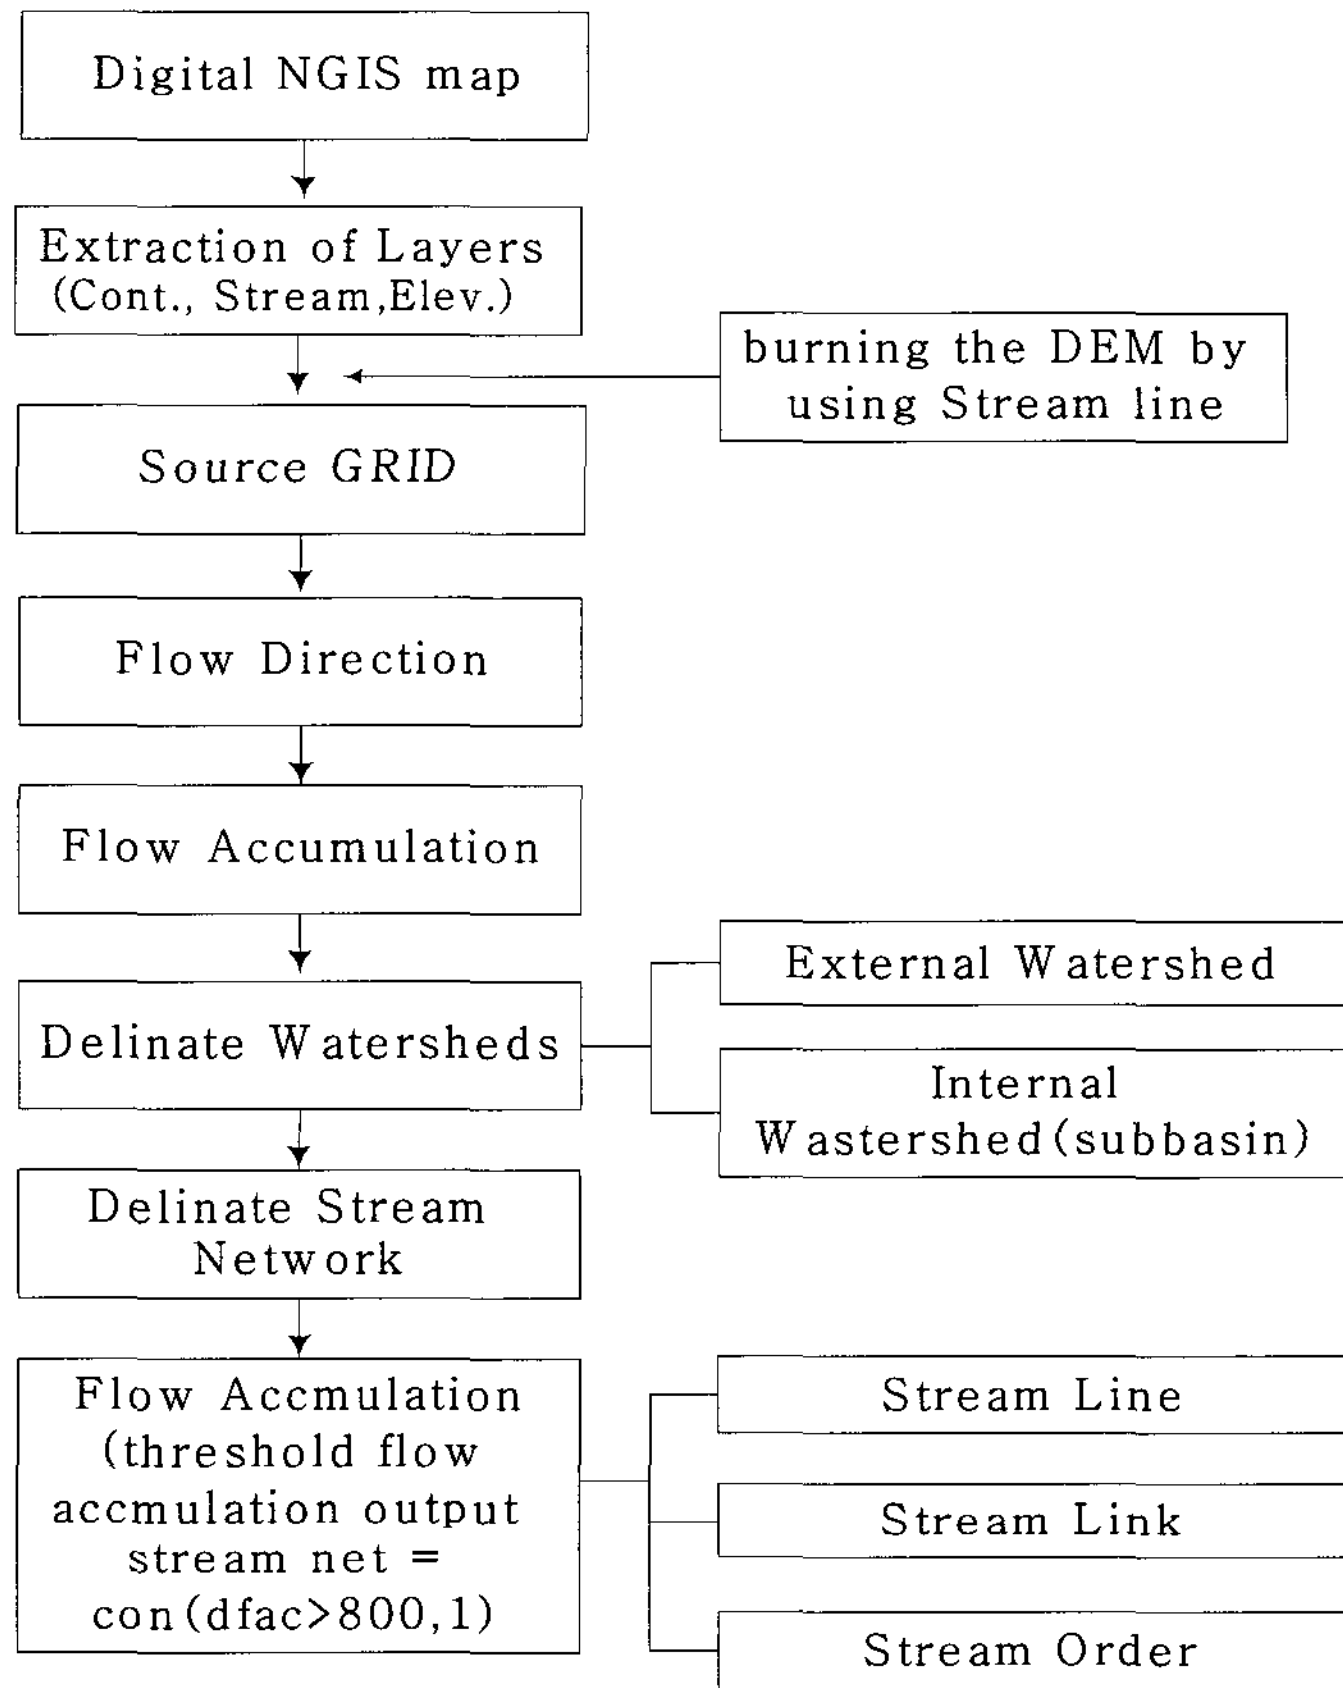 Digital NGIS map
Extraction of Layers
(Cont., Stream,Elev.)
burning the DEM by
using Stream line
Source GRID
Flow Direction
Flow Accumulation
Delinate Watersheds
External Watershed
Internal
Wastershed(subbasin)
Delinate Stream
Network
Flow Accmulation
(threshold flow
accmulation output
stream net =
con(dfac>800,1)
Stream Line
Stream Link
Stream Order